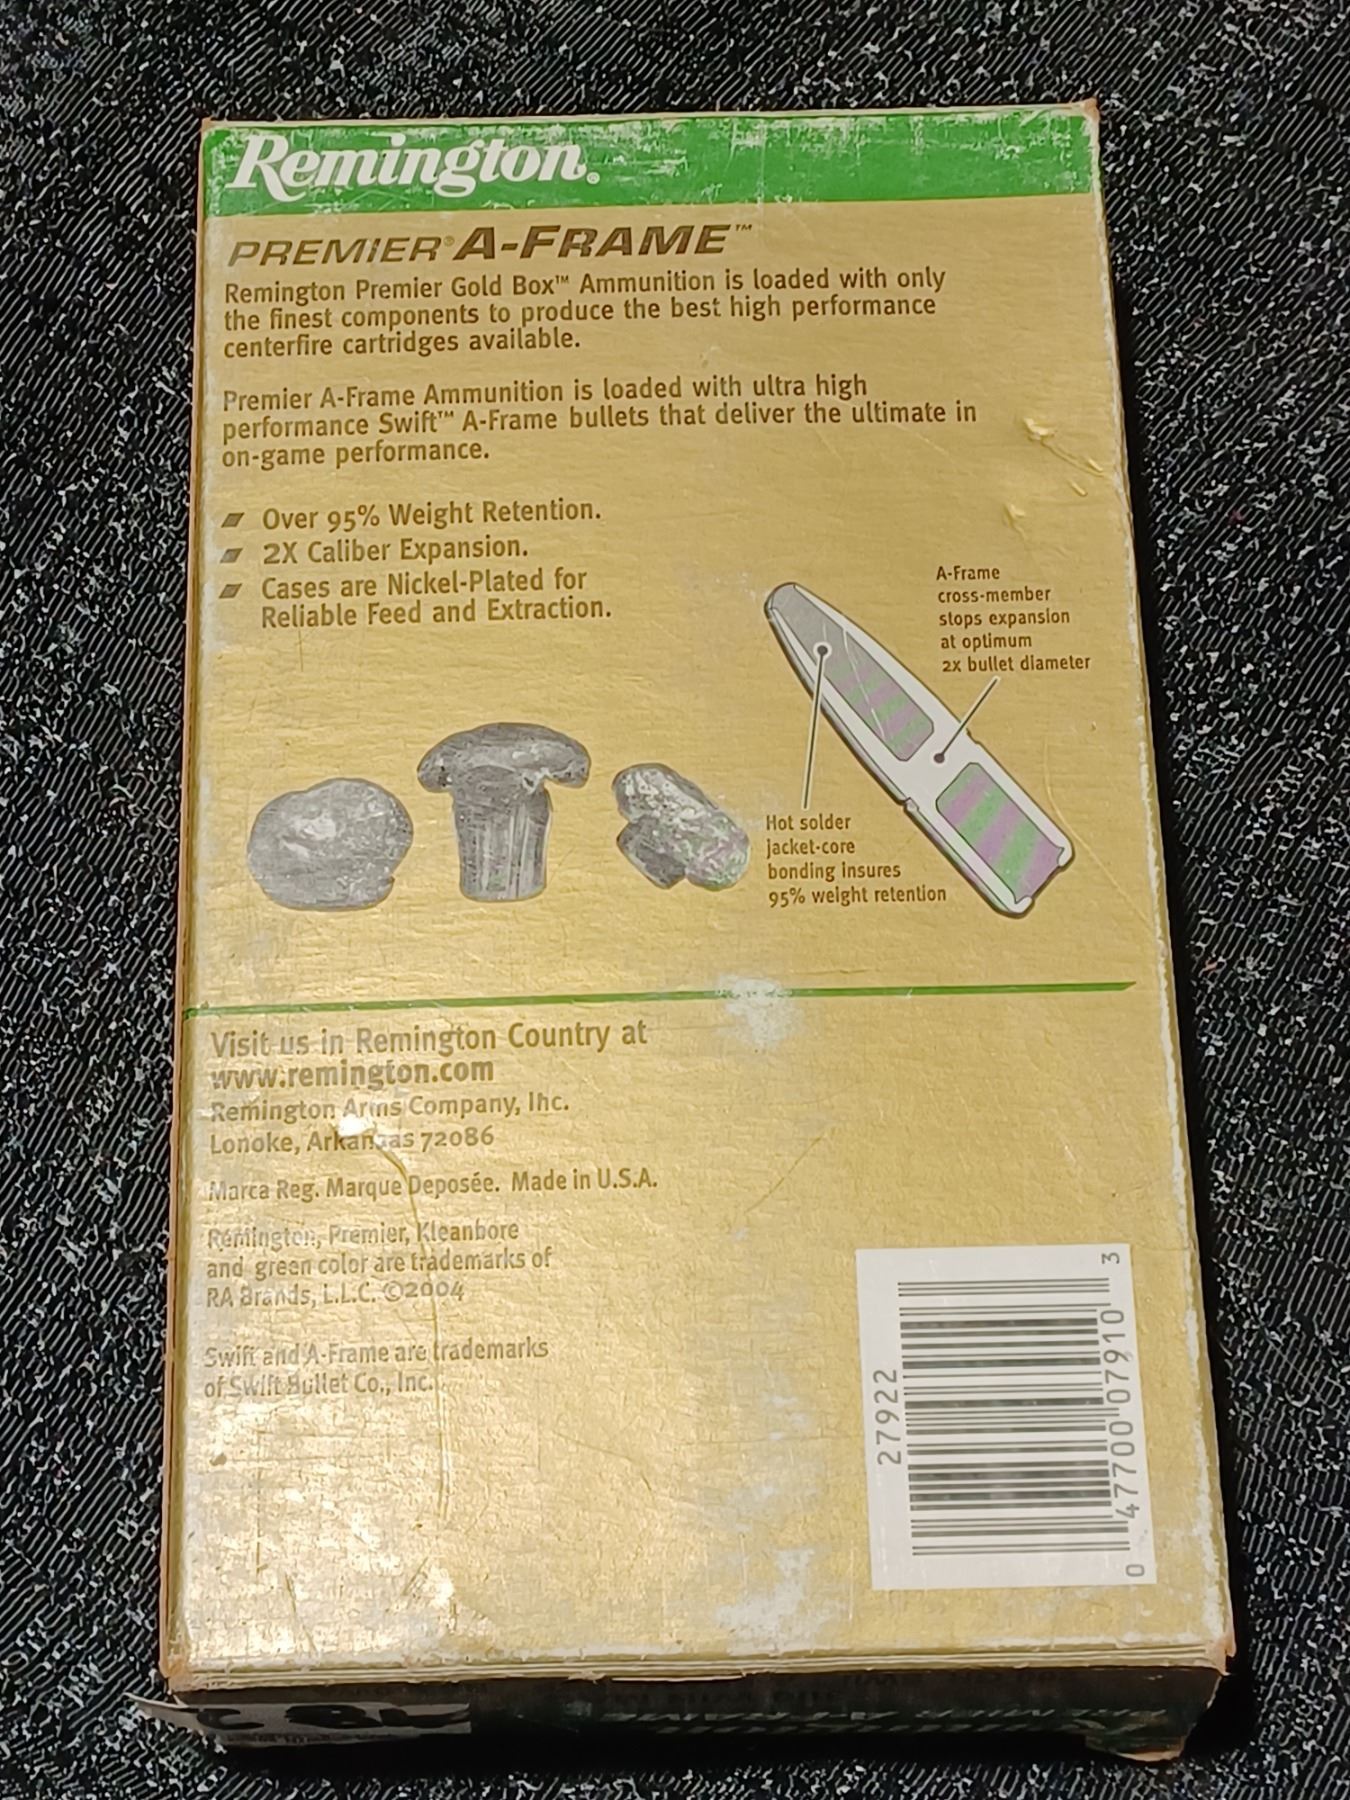 Remington®
PREMIER® A-FRAME™
Remington Premier Gold Box™ Ammunition is loaded with only
the finest components to produce the best high performance
centerfire cartridges available.
Premier A-Frame Ammunition is loaded with ultra high
performance Swift™ A-Frame bullets that deliver the ultimate in
on-game performance.
Over 95% Weight Retention.
2X Caliber Expansion.
Cases are Nickel-Plated for
Reliable Feed and Extraction.
A-Frame
cross-member
stops expansion
at optimum
2x bullet diameter
Hot solder
jacket-core
bonding insures
95% weight retention
Visit us in Remington Country at
www.remington.com
Remington Arms Company, Inc.
Lonoke, Arkansas 72086
Marca Reg. Marque Deposée. Made in U.S.A.
Remington, Premier, Kleanbore
and green color are trademarks of
RA Brands, L.L.C. ©2004
Swift and A-Frame are trademarks
of Swift Bullet Co., Inc.
27922
0 47700 07910 3